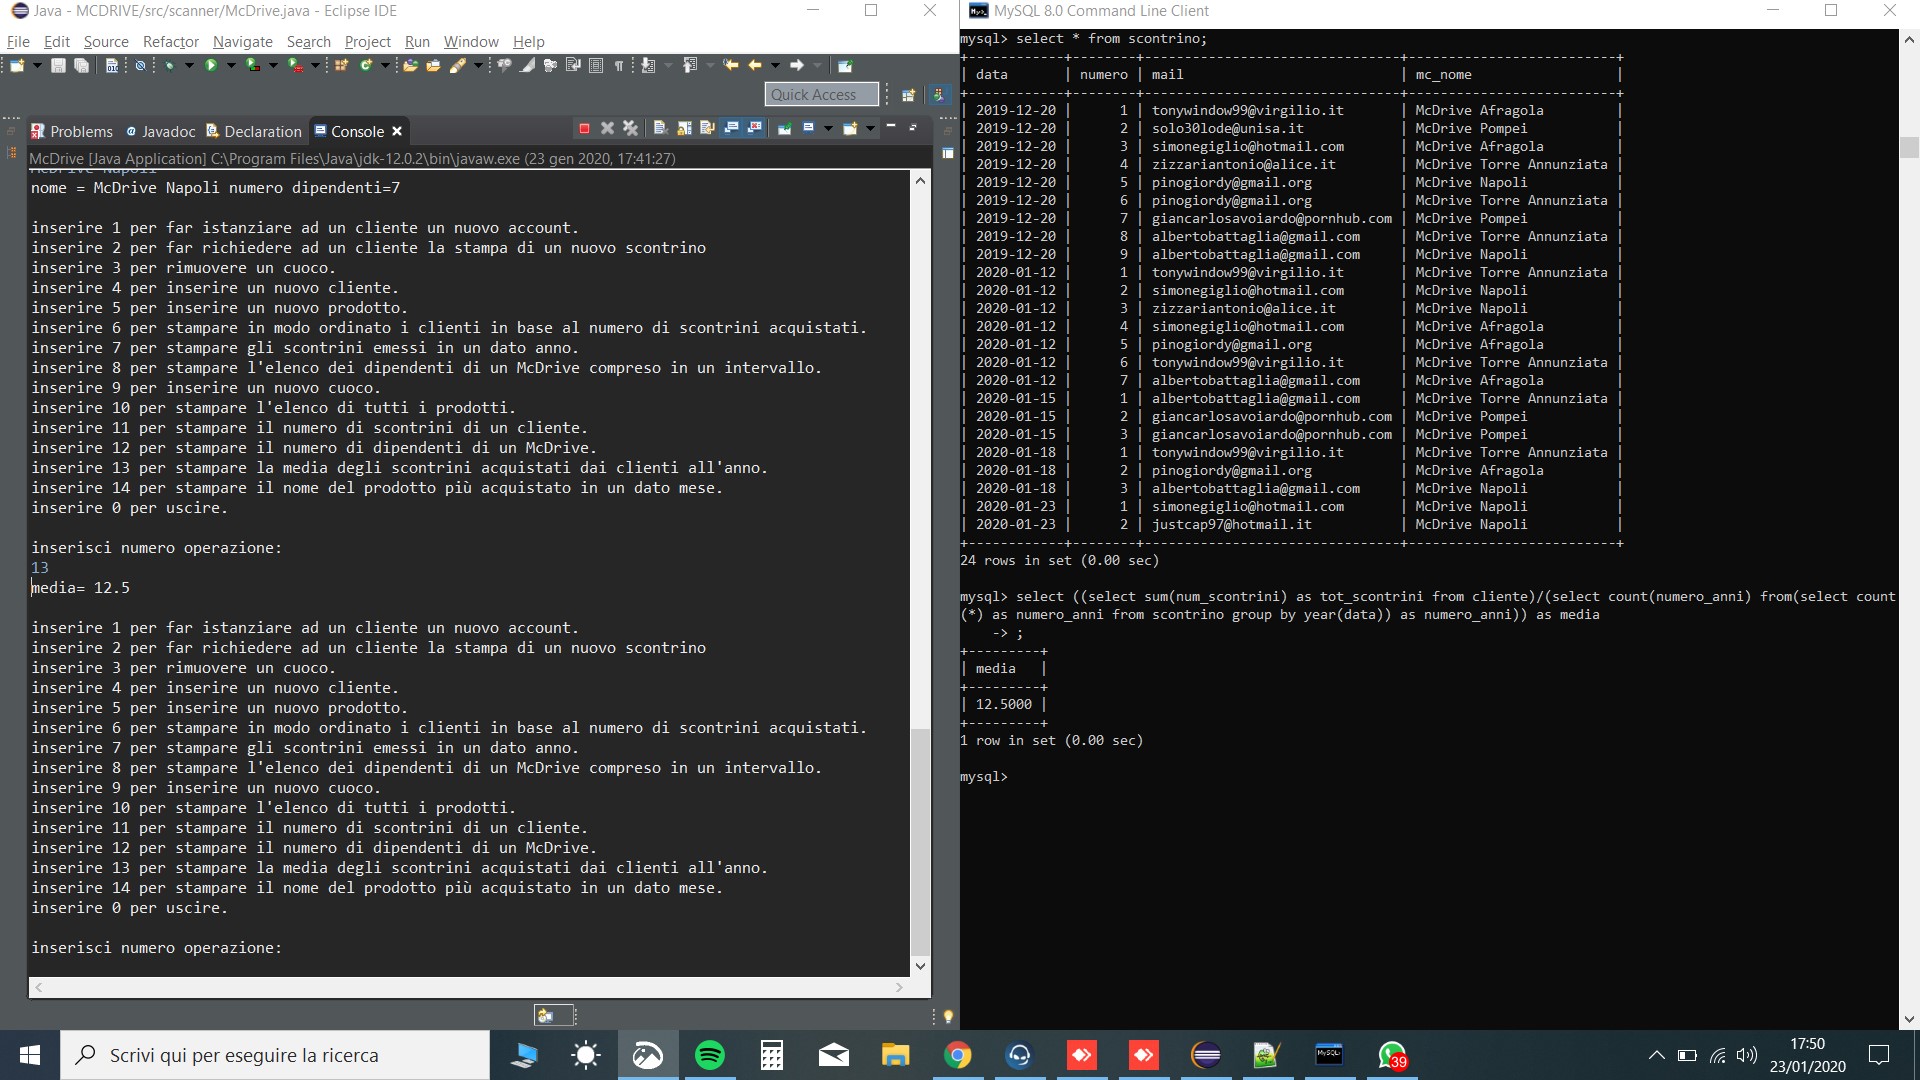 Java - MCDRIVE/src/scanner/McDrive.java - Eclipse IDE
File Edit Source Refactor Navigate Search Project Run Window Help
Quick Access
Problems Javadoc Declaration Console
McDrive [Java Application] C:\Program Files\Java\jdk-12.0.2\bin\javaw.exe (23 gen 2020, 17:41:27)
McDrive Napoli
nome = McDrive Napoli numero dipendenti=7
inserire 1 per far istanziare ad un cliente un nuovo account.
inserire 2 per far richiedere ad un cliente la stampa di un nuovo scontrino
inserire 3 per rimuovere un cuoco.
inserire 4 per inserire un nuovo cliente.
inserire 5 per inserire un nuovo prodotto.
inserire 6 per stampare in modo ordinato i clienti in base al numero di scontrini acquistati.
inserire 7 per stampare gli scontrini emessi in un dato anno.
inserire 8 per stampare l'elenco dei dipendenti di un McDrive compreso in un intervallo.
inserire 9 per inserire un nuovo cuoco.
inserire 10 per stampare l'elenco di tutti i prodotti.
inserire 11 per stampare il numero di scontrini di un cliente.
inserire 12 per stampare il numero di dipendenti di un McDrive.
inserire 13 per stampare la media degli scontrini acquistati dai clienti all'anno.
inserire 14 per stampare il nome del prodotto più acquistato in un dato mese.
inserire 0 per uscire.
inserisci numero operazione:
13
media= 12.5
inserire 1 per far istanziare ad un cliente un nuovo account.
inserire 2 per far richiedere ad un cliente la stampa di un nuovo scontrino
inserire 3 per rimuovere un cuoco.
inserire 4 per inserire un nuovo cliente.
inserire 5 per inserire un nuovo prodotto.
inserire 6 per stampare in modo ordinato i clienti in base al numero di scontrini acquistati.
inserire 7 per stampare gli scontrini emessi in un dato anno.
inserire 8 per stampare l'elenco dei dipendenti di un McDrive compreso in un intervallo.
inserire 9 per inserire un nuovo cuoco.
inserire 10 per stampare l'elenco di tutti i prodotti.
inserire 11 per stampare il numero di scontrini di un cliente.
inserire 12 per stampare il numero di dipendenti di un McDrive.
inserire 13 per stampare la media degli scontrini acquistati dai clienti all'anno.
inserire 14 per stampare il nome del prodotto più acquistato in un dato mese.
inserire 0 per uscire.
inserisci numero operazione:
MySQL 8.0 Command Line Client
mysql> select * from scontrino;
+------------+--------+--------------------------------+--------------------------+
| data | numero | mail | mc_nome |
+------------+--------+--------------------------------+--------------------------+
| 2019-12-20 | 1 | tonywindow99@virgilio.it | McDrive Afragola |
| 2019-12-20 | 2 | solo30lode@unisa.it | McDrive Pompei |
| 2019-12-20 | 3 | simonegiglio@hotmail.com | McDrive Afragola |
| 2019-12-20 | 4 | zizzariantonio@alice.it | McDrive Torre Annunziata |
| 2019-12-20 | 5 | pinogiordy@gmail.org | McDrive Napoli |
| 2019-12-20 | 6 | pinogiordy@gmail.org | McDrive Torre Annunziata |
| 2019-12-20 | 7 | giancarlosavoiardo@pornhub.com | McDrive Pompei |
| 2019-12-20 | 8 | albertobattaglia@gmail.com | McDrive Torre Annunziata |
| 2019-12-20 | 9 | albertobattaglia@gmail.com | McDrive Napoli |
| 2020-01-12 | 1 | tonywindow99@virgilio.it | McDrive Torre Annunziata |
| 2020-01-12 | 2 | simonegiglio@hotmail.com | McDrive Napoli |
| 2020-01-12 | 3 | zizzariantonio@alice.it | McDrive Napoli |
| 2020-01-12 | 4 | simonegiglio@hotmail.com | McDrive Afragola |
| 2020-01-12 | 5 | pinogiordy@gmail.org | McDrive Afragola |
| 2020-01-12 | 6 | tonywindow99@virgilio.it | McDrive Torre Annunziata |
| 2020-01-12 | 7 | albertobattaglia@gmail.com | McDrive Afragola |
| 2020-01-15 | 1 | albertobattaglia@gmail.com | McDrive Torre Annunziata |
| 2020-01-15 | 2 | giancarlosavoiardo@pornhub.com | McDrive Pompei |
| 2020-01-15 | 3 | giancarlosavoiardo@pornhub.com | McDrive Pompei |
| 2020-01-18 | 1 | tonywindow99@virgilio.it | McDrive Torre Annunziata |
| 2020-01-18 | 2 | pinogiordy@gmail.org | McDrive Afragola |
| 2020-01-18 | 3 | albertobattaglia@gmail.com | McDrive Napoli |
| 2020-01-23 | 1 | simonegiglio@hotmail.com | McDrive Napoli |
| 2020-01-23 | 2 | justcap97@hotmail.it | McDrive Napoli |
+------------+--------+--------------------------------+--------------------------+
24 rows in set (0.00 sec)
mysql> select ((select sum(num_scontrini) as tot_scontrini from cliente)/(select count(numero_anni) from(select count
(*) as numero_anni from scontrino group by year(data)) as numero_anni)) as media
-> ;
+---------+
| media |
+---------+
| 12.5000 |
+---------+
1 row in set (0.00 sec)
mysql>
Scrivi qui per eseguire la ricerca
MySQL
39
17:50
23/01/2020